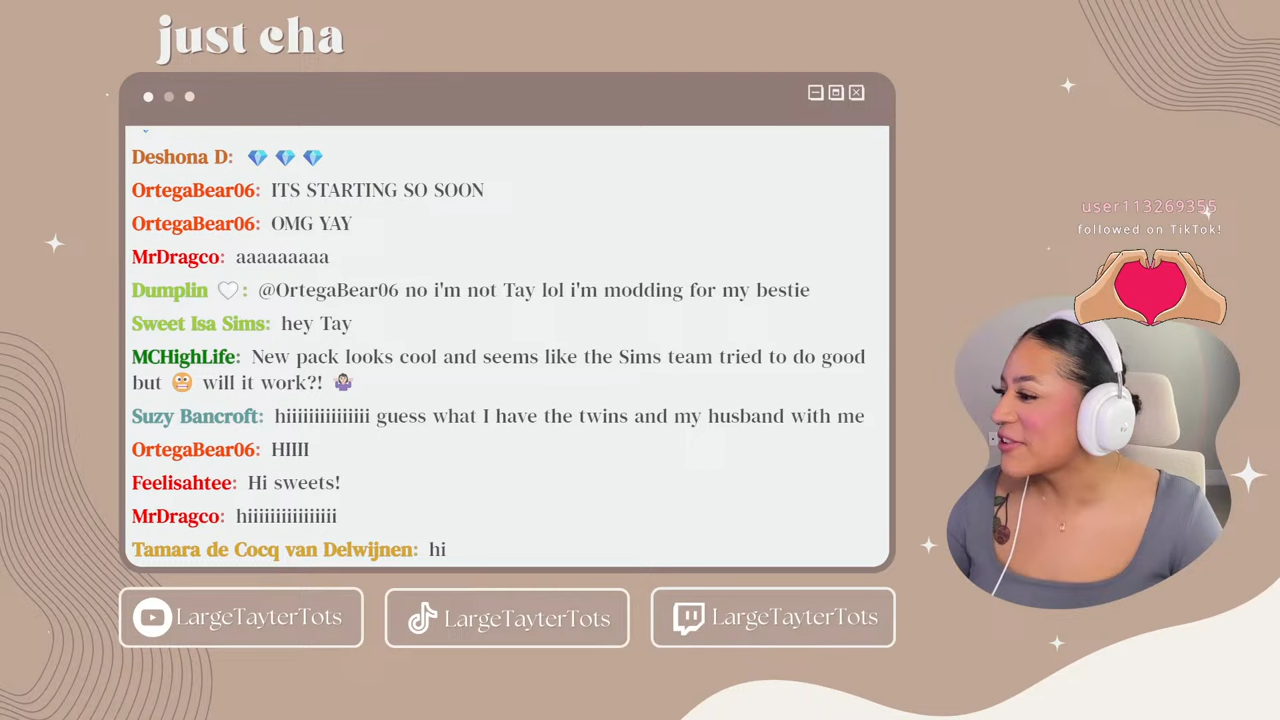 just cha
Deshona D: 💎 💎 💎
OrtegaBear06: ITS STARTING SO SOON
OrtegaBear06: OMG YAY
MrDragco: aaaaaaaaa
Dumplin 🤍: @OrtegaBear06 no i'm not Tay lol i'm modding for my bestie
Sweet Isa Sims: hey Tay
MCHighLife: New pack looks cool and seems like the Sims team tried to do good
but 😬 will it work?! 🤷🏻‍♀️
Suzy Bancroft: hiiiiiiiiiiiiiii guess what I have the twins and my husband with me
OrtegaBear06: HIIII
Feelisahtee: Hi sweets!
MrDragco: hiiiiiiiiiiiiiiii
Tamara de Cocq van Delwijnen: hi
user113269355
followed on TikTok!
LargeTayterTots
LargeTayterTots
LargeTayterTots